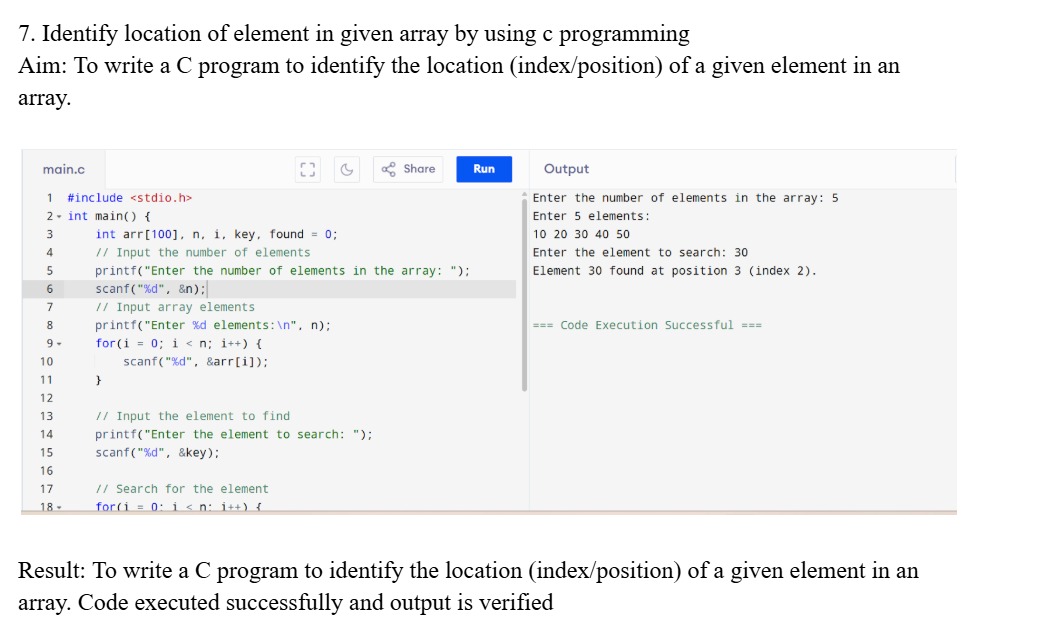 7. Identify location of element in given array by using c programming
Aim: To write a C program to identify the location (index/position) of a given element in an
array.
main.c
Share
Run
Output
1 #include <stdio.h>
2 int main() {
3 int arr[100], n, i, key, found = 0;
4 // Input the number of elements
5 printf("Enter the number of elements in the array: ");
6 scanf("%d", &n);
7 // Input array elements
8 printf("Enter %d elements:\n", n);
9 for(i = 0; i < n; i++) {
10 scanf("%d", &arr[i]);
11 }
12
13 // Input the element to find
14 printf("Enter the element to search: ");
15 scanf("%d", &key);
16
17 // Search for the element
18 for(i = 0; i < n; i++) {
Enter the number of elements in the array: 5
Enter 5 elements:
10 20 30 40 50
Enter the element to search: 30
Element 30 found at position 3 (index 2).
=== Code Execution Successful ===
Result: To write a C program to identify the location (index/position) of a given element in an
array. Code executed successfully and output is verified